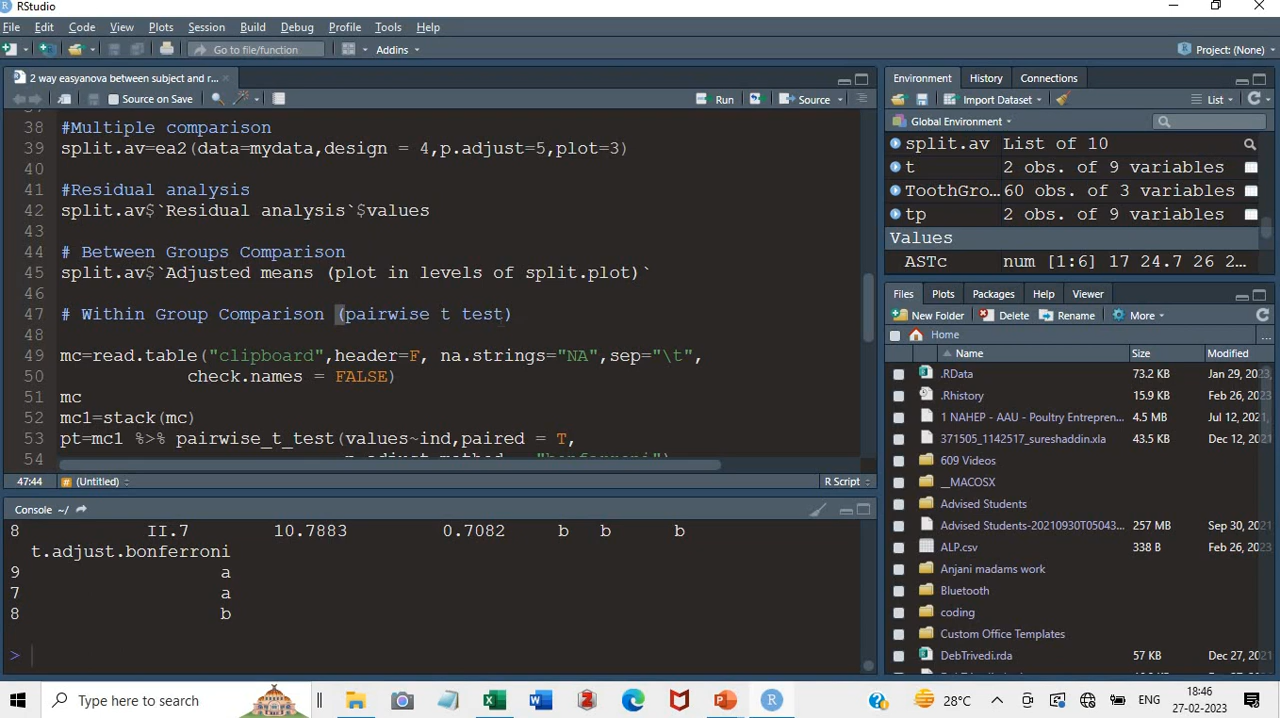 RStudio
File Edit Code View Plots Session Build Debug Profile Tools Help
Go to file/function Addins Project: (None)
2 way easyanova between subject and r...
Source on Save Run Source
38 #Multiple comparison
39 split.av=ea2(data=mydata,design = 4,p.adjust=5,plot=3)
40
41 #Residual analysis
42 split.av$`Residual analysis`$values
43
44 # Between Groups Comparison
45 split.av$`Adjusted means (plot in levels of split.plot)`
46
47 # Within Group Comparison (pairwise t test)
48
49 mc=read.table("clipboard",header=F, na.strings="NA",sep="\t",
50 check.names = FALSE)
51 mc
52 mc1=stack(mc)
53 pt=mc1 %>% pairwise_t_test(values~ind,paired = T,
54
47:44 (Untitled) R Script
Console ~/
8 II.7 10.7883 0.7082 b b b
t.adjust.bonferroni
9 a
7 a
8 b
>
Environment History Connections
Import Dataset List
Global Environment
split.av List of 10
t 2 obs. of 9 variables
ToothGro... 60 obs. of 3 variables
tp 2 obs. of 9 variables
Values
ASTc num [1:6] 17 24.7 26 2...
Files Plots Packages Help Viewer
New Folder Delete Rename More
Home
Name Size Modified
.RData 73.2 KB Jan 29, 2023,
.Rhistory 15.9 KB Feb 26, 2023
1 NAHEP - AAU - Poultry Entrepren... 4.5 MB Jul 12, 2021,
371505_1142517_sureshaddin.xla 43.5 KB Dec 12, 2021
609 Videos
__MACOSX
Advised Students
Advised Students-20210930T05043... 257 MB Sep 30, 2021
ALP.csv 338 B Feb 26, 2023
Anjani madams work
Bluetooth
coding
Custom Office Templates
DebTrivedi.rda 57 KB Dec 27, 2021
Type here to search 28°C ENG 18:46
27-02-2023